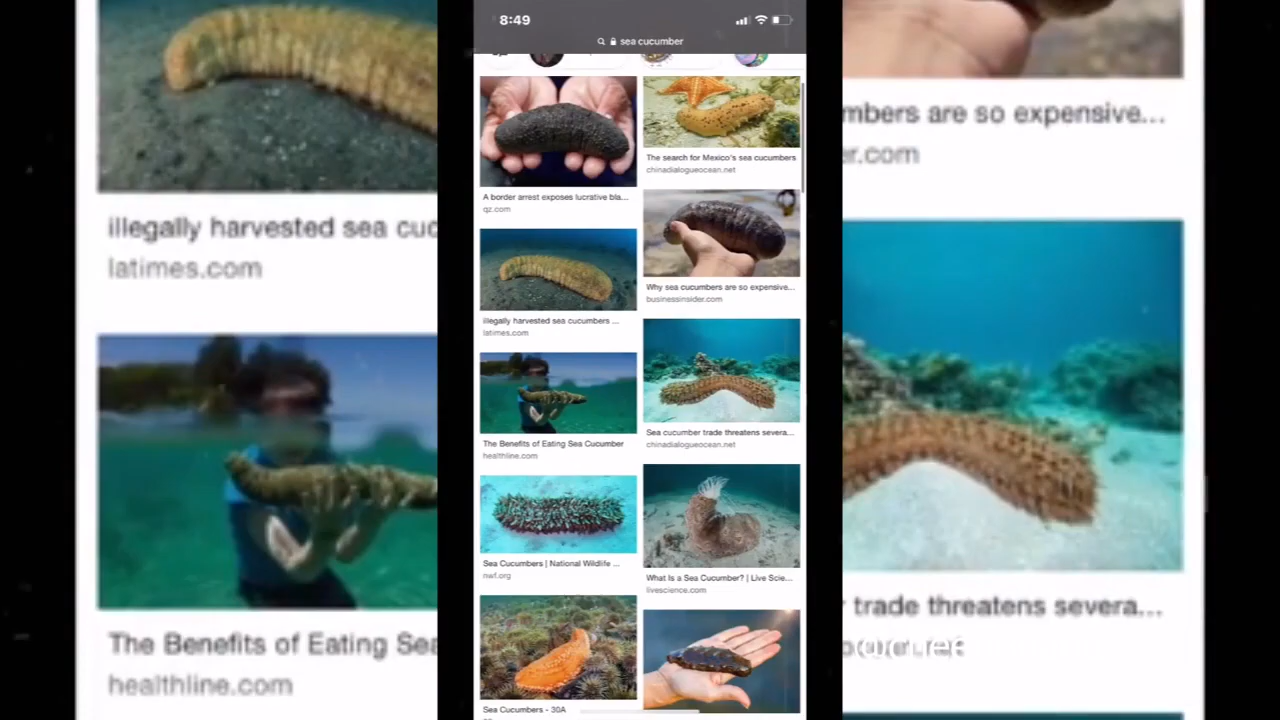 8:49
sea cucumber
A border arrest exposes lucrative bla...
qz.com
The search for Mexico's sea cucumbers
chinadialogueocean.net
illegally harvested sea cucumbers ...
latimes.com
Why sea cucumbers are so expensive...
businessinsider.com
The Benefits of Eating Sea Cucumber
healthline.com
Sea cucumber trade threatens severa...
chinadialogueocean.net
Sea Cucumbers | National Wildlife ...
nwf.org
What Is a Sea Cucumber? | Live Scie...
livescience.com
Sea Cucumbers - 30A
illegally harvested sea cuc
latimes.com
The Benefits of Eating Sea
healthline.com
mbers are so expensive...
er.com
trade threatens severa...